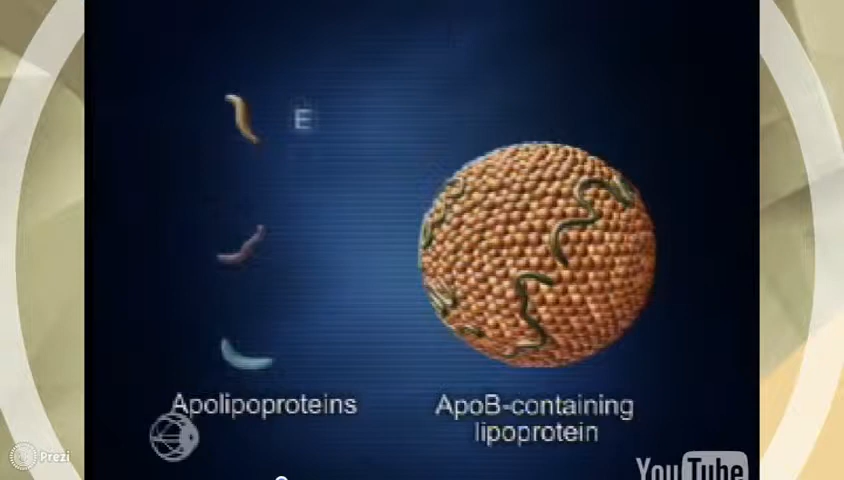 E
Apolipoproteins
ApoB-containing
lipoprotein
Prezi
YouTube